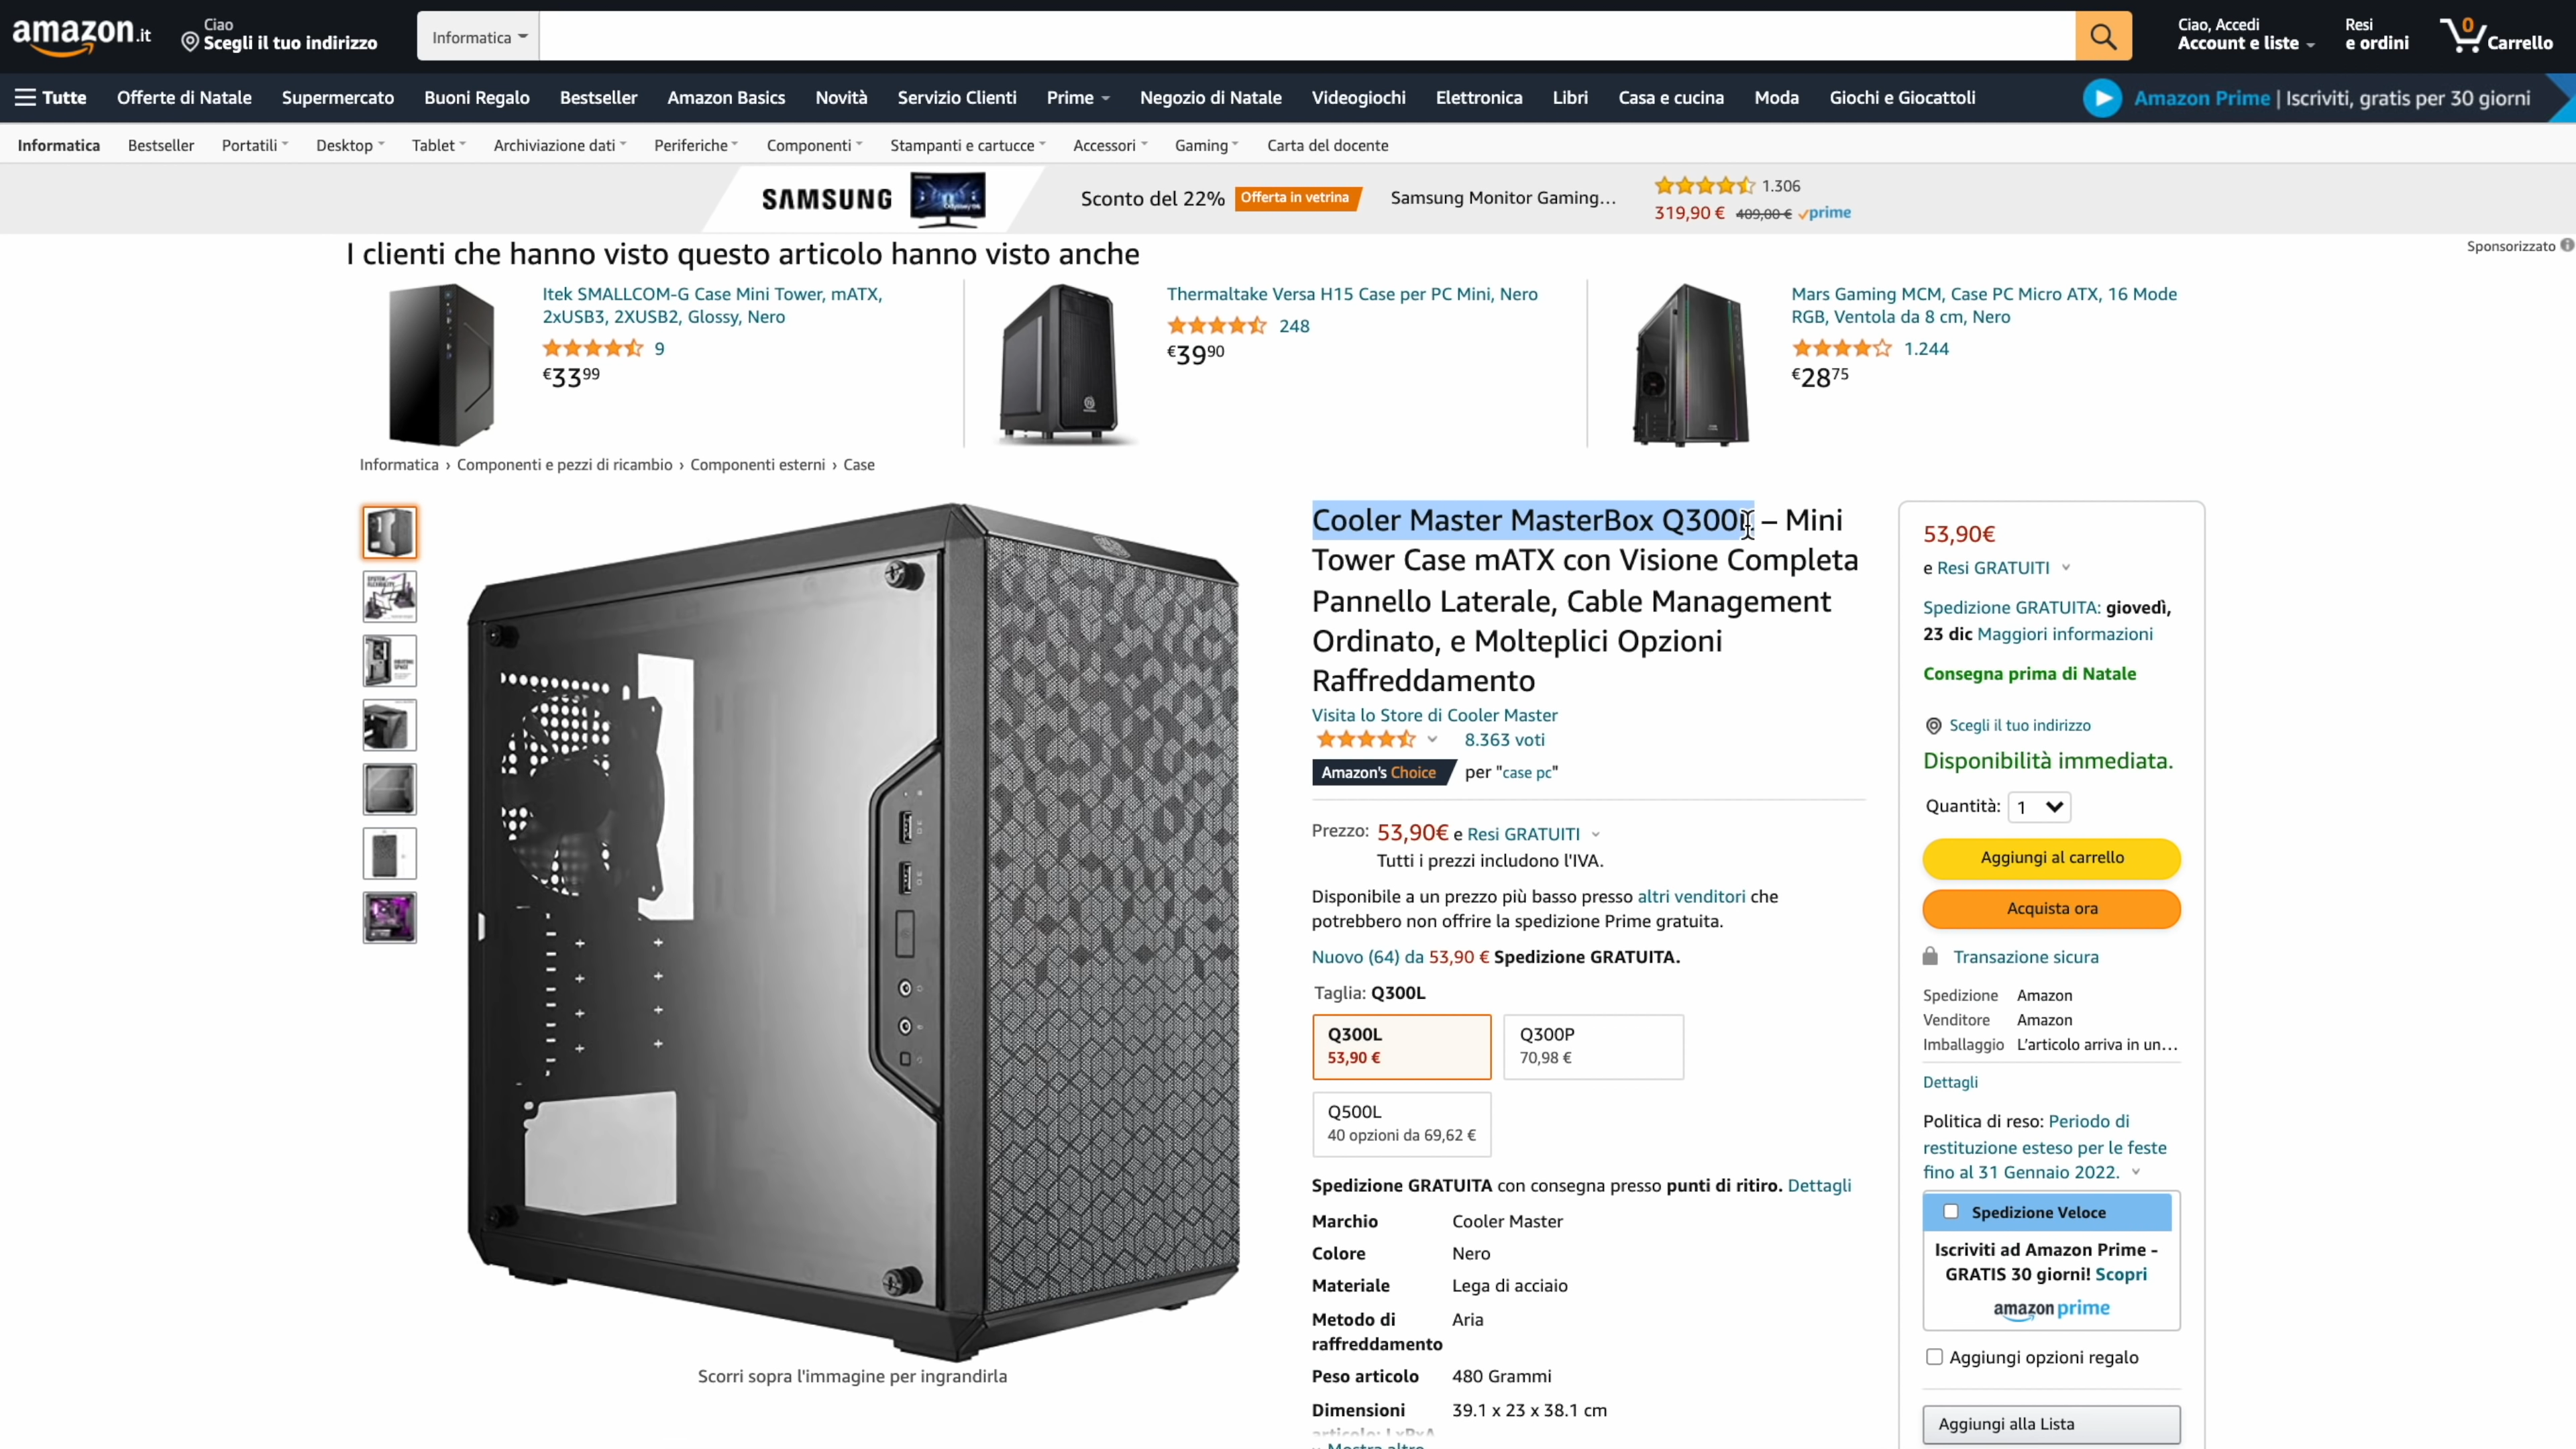 amazon.it
Ciao
Scegli il tuo indirizzo
Informatica
Ciao, Accedi
Account e liste
Resi
e ordini
0
Carrello
Tutte
Offerte di Natale
Supermercato
Buoni Regalo
Bestseller
Amazon Basics
Novità
Servizio Clienti
Prime
Negozio di Natale
Videogiochi
Elettronica
Libri
Casa e cucina
Moda
Giochi e Giocattoli
Amazon Prime | Iscriviti, gratis per 30 giorni
Informatica
Bestseller
Portatili
Desktop
Tablet
Archiviazione dati
Periferiche
Componenti
Stampanti e cartucce
Accessori
Gaming
Carta del docente
SAMSUNG
Sconto del 22%
Offerta in vetrina
Samsung Monitor Gaming...
1.306
319,90 € 409,00 € prime
Sponsorizzato
I clienti che hanno visto questo articolo hanno visto anche
Itek SMALLCOM-G Case Mini Tower, mATX,
2xUSB3, 2XUSB2, Glossy, Nero
9
€3399
Thermaltake Versa H15 Case per PC Mini, Nero
248
€3990
Mars Gaming MCM, Case PC Micro ATX, 16 Mode
RGB, Ventola da 8 cm, Nero
1.244
€2875
Informatica › Componenti e pezzi di ricambio › Componenti esterni › Case
Scorri sopra l'immagine per ingrandirla
Cooler Master MasterBox Q300L – Mini
Tower Case mATX con Visione Completa
Pannello Laterale, Cable Management
Ordinato, e Molteplici Opzioni
Raffreddamento
Visita lo Store di Cooler Master
8.363 voti
Amazon's Choice per "case pc"
Prezzo: 53,90€ e Resi GRATUITI
Tutti i prezzi includono l'IVA.
Disponibile a un prezzo più basso presso altri venditori che
potrebbero non offrire la spedizione Prime gratuita.
Nuovo (64) da 53,90 € Spedizione GRATUITA.
Taglia: Q300L
Q300L
53,90 €
Q300P
70,98 €
Q500L
40 opzioni da 69,62 €
Spedizione GRATUITA con consegna presso punti di ritiro. Dettagli
Marchio Cooler Master
Colore Nero
Materiale Lega di acciaio
Metodo di Aria
raffreddamento
Peso articolo 480 Grammi
Dimensioni 39.1 x 23 x 38.1 cm
articolo: LxPxA
Mostra altro
53,90€
e Resi GRATUITI
Spedizione GRATUITA: giovedì,
23 dic Maggiori informazioni
Consegna prima di Natale
Scegli il tuo indirizzo
Disponibilità immediata.
Quantità: 1
Aggiungi al carrello
Acquista ora
Transazione sicura
Spedizione Amazon
Venditore Amazon
Imballaggio L'articolo arriva in un...
Dettagli
Politica di reso: Periodo di
restituzione esteso per le feste
fino al 31 Gennaio 2022.
Spedizione Veloce
Iscriviti ad Amazon Prime -
GRATIS 30 giorni! Scopri
amazon prime
Aggiungi opzioni regalo
Aggiungi alla Lista